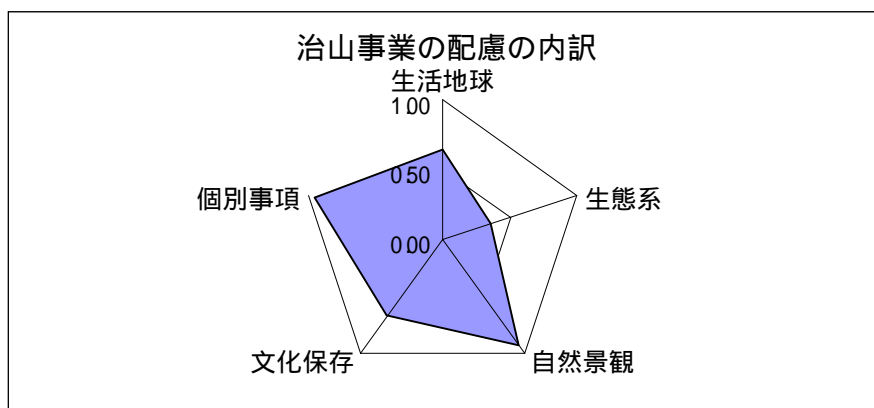 治山事業の配慮の内訳
生活地球
1.00
0.50
0.00
個別事項
生態系
文化保存
自然景観